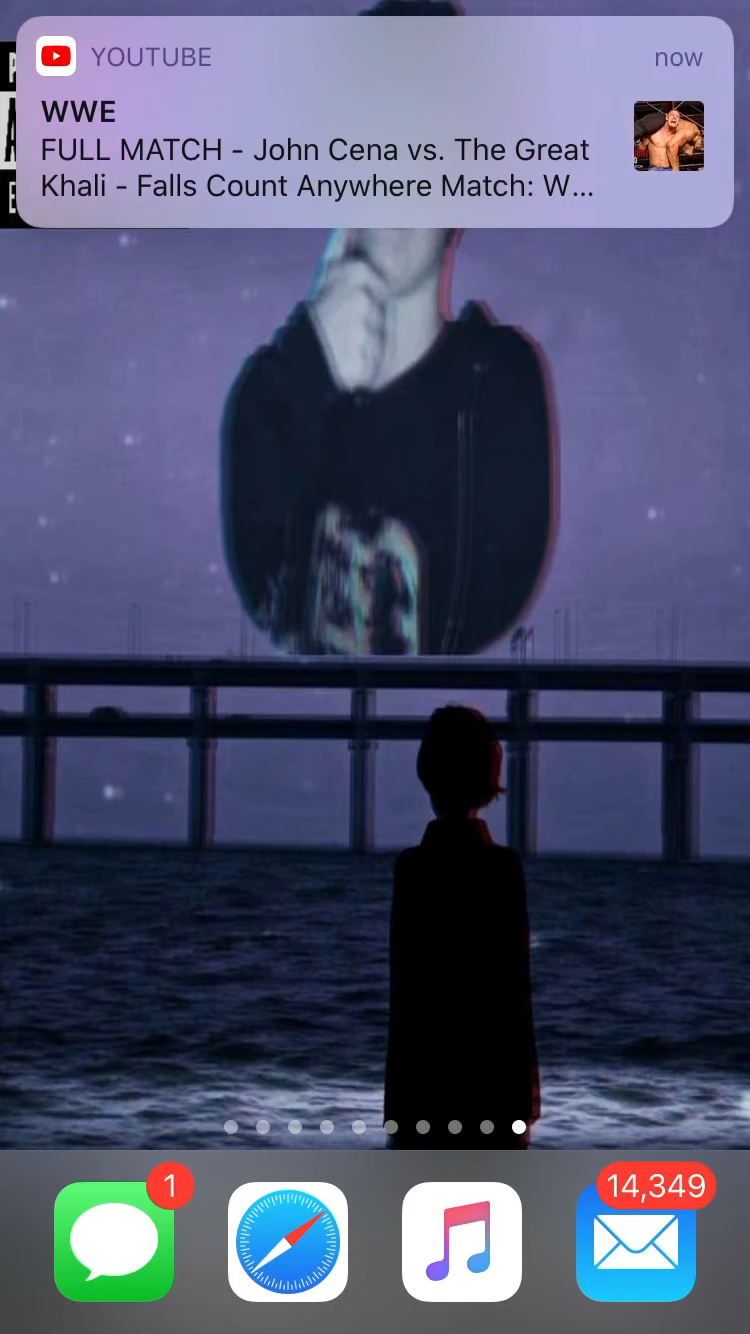 YOUTUBE now
WWE
FULL MATCH - John Cena vs. The Great
Khali - Falls Count Anywhere Match: W...
1
14,349